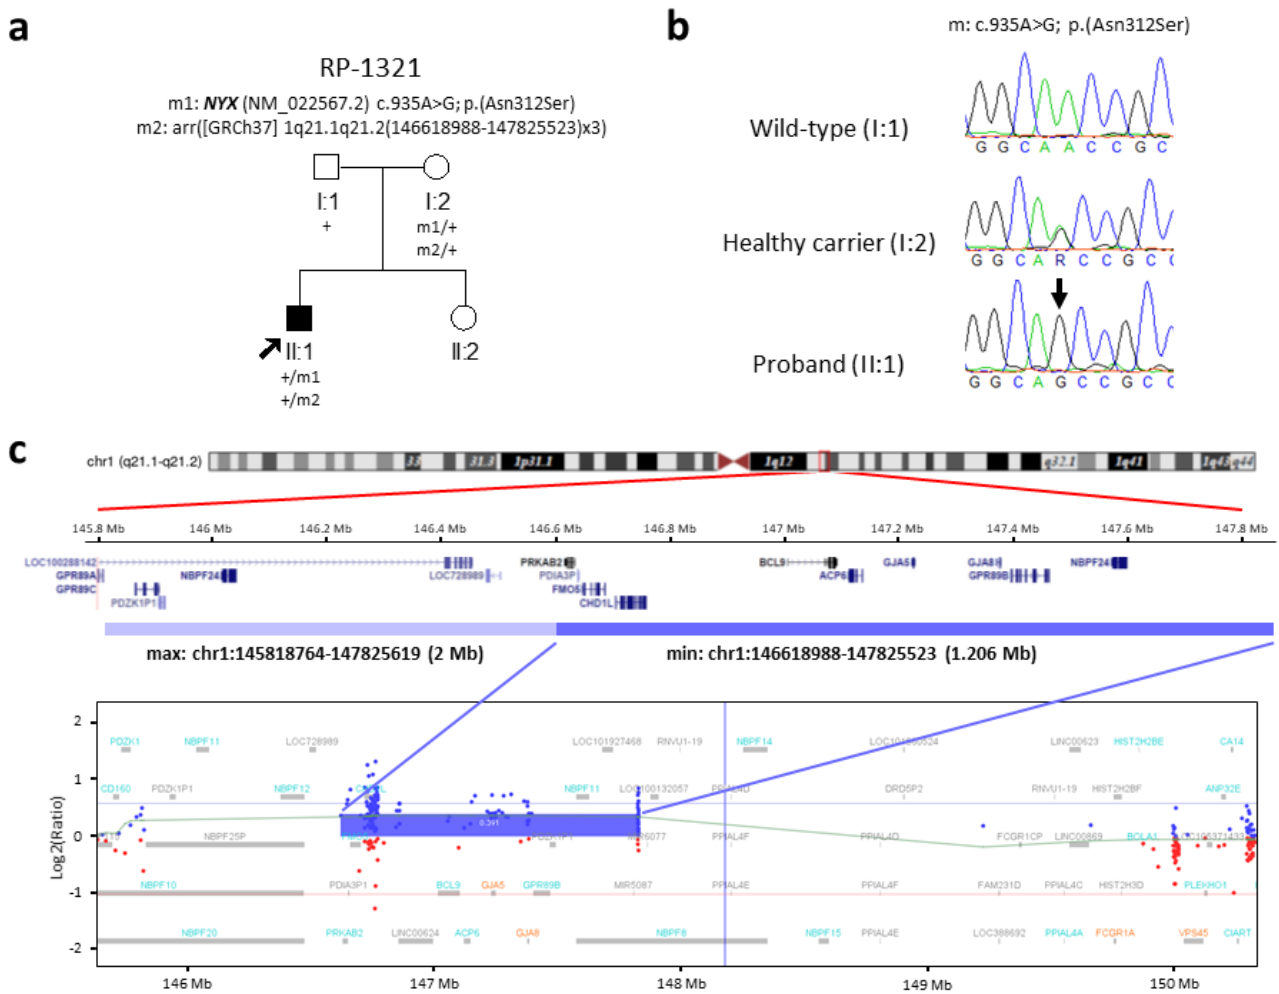 a
RP-1321
m1: NYX (NM_022567.2) c.935A>G; p.(Asn312Ser)
m2: arr([GRCh37] 1q21.1q21.2(146618988-147825523)x3)
I:1
I:2
+
m1/+
m2/+
II:1
II:2
+/m1
+/m2
b
m: c.935A>G; p.(Asn312Ser)
Wild-type (I:1)
G G C A A C C G C
Healthy carrier (I:2)
G G C A R C C G C C
Proband (II:1)
G G C A G C C G C C
c
chr1 (q21.1-q21.2)
33 31.3 1p31.1 1q12 q32.1 1q41 1q43 q44
145.8 Mb 146 Mb 146.2 Mb 146.4 Mb 146.6 Mb 146.8 Mb 147 Mb 147.2 Mb 147.4 Mb 147.6 Mb 147.8 Mb
LOC100288142 PRKAB2 BCL9 GJA5 GJA8 NBPF24
GPR89A NBPF24 LOC728989 PDIA3P ACP6 GPR89B
GPR89C FMO5
PDZK1P1 CHD1L
max: chr1:145818764-147825619 (2 Mb)
min: chr1:146618988-147825523 (1.206 Mb)
Log2(Ratio)
2
1
0
-1
-2
PDZK1 NBPF11 LOC728989 LOC101927468 RNVU1-19 NBPF14 LINC00623 HIST2H2BE CA14
CD160 PDZK1P1 NBPF12 NBPF11 LOC100132057 PPIAL4D DRD5P2 RNVU1-19 HIST2H2BF ANP32E
0.391
NBPF25P PPIAL4F PPIAL4D FCGR1CP LINC00869 BOLA1
NBPF10 PDIA3P1 BCL9 GJA5 GPR89B MIR5087 PPIAL4E PPIAL4F FAM231D PPIAL4C HIST2H3D PLEKHO1
NBPF20 PRKAB2 LINC00624 ACP6 GJA8 NBPF8 NBPF15 PPIAL4E LOC388692 PPIAL4A FCGR1A VPS45 CIART
146 Mb 147 Mb 148 Mb 149 Mb 150 Mb